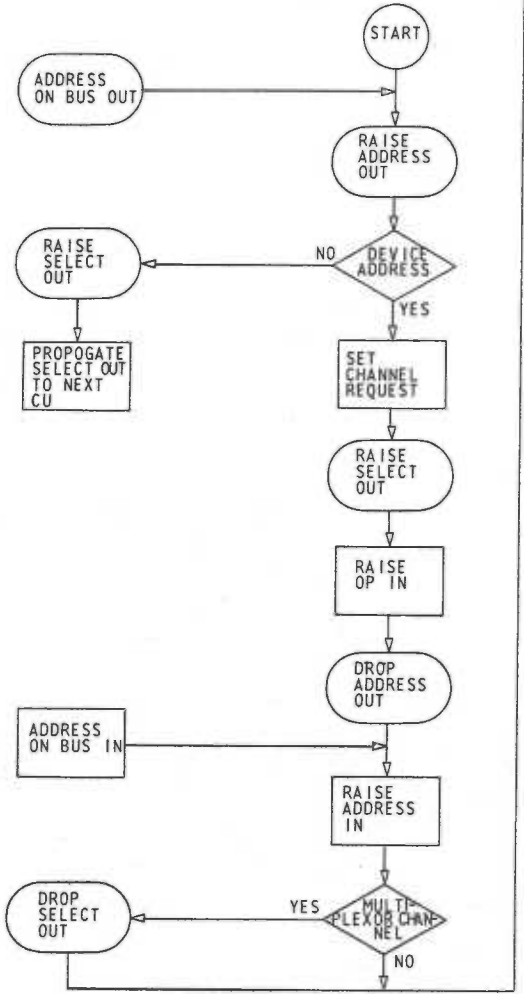 START
ADDRESS
ON BUS OUT
RAISE
ADDRESS
OUT
RAISE
SELECT
OUT
NO
DEVICE
ADDRESS
YES
PROPOGATE
SELECT OUT
TO NEXT
CU
SET
CHANNEL
REQUEST
RAISE
SELECT
OUT
RAISE
OP IN
DROP
ADDRESS
OUT
ADDRESS
ON BUS IN
RAISE
ADDRESS
IN
DROP
SELECT
OUT
YES
MULTI-
PLEXOR CHAN-
NEL
NO